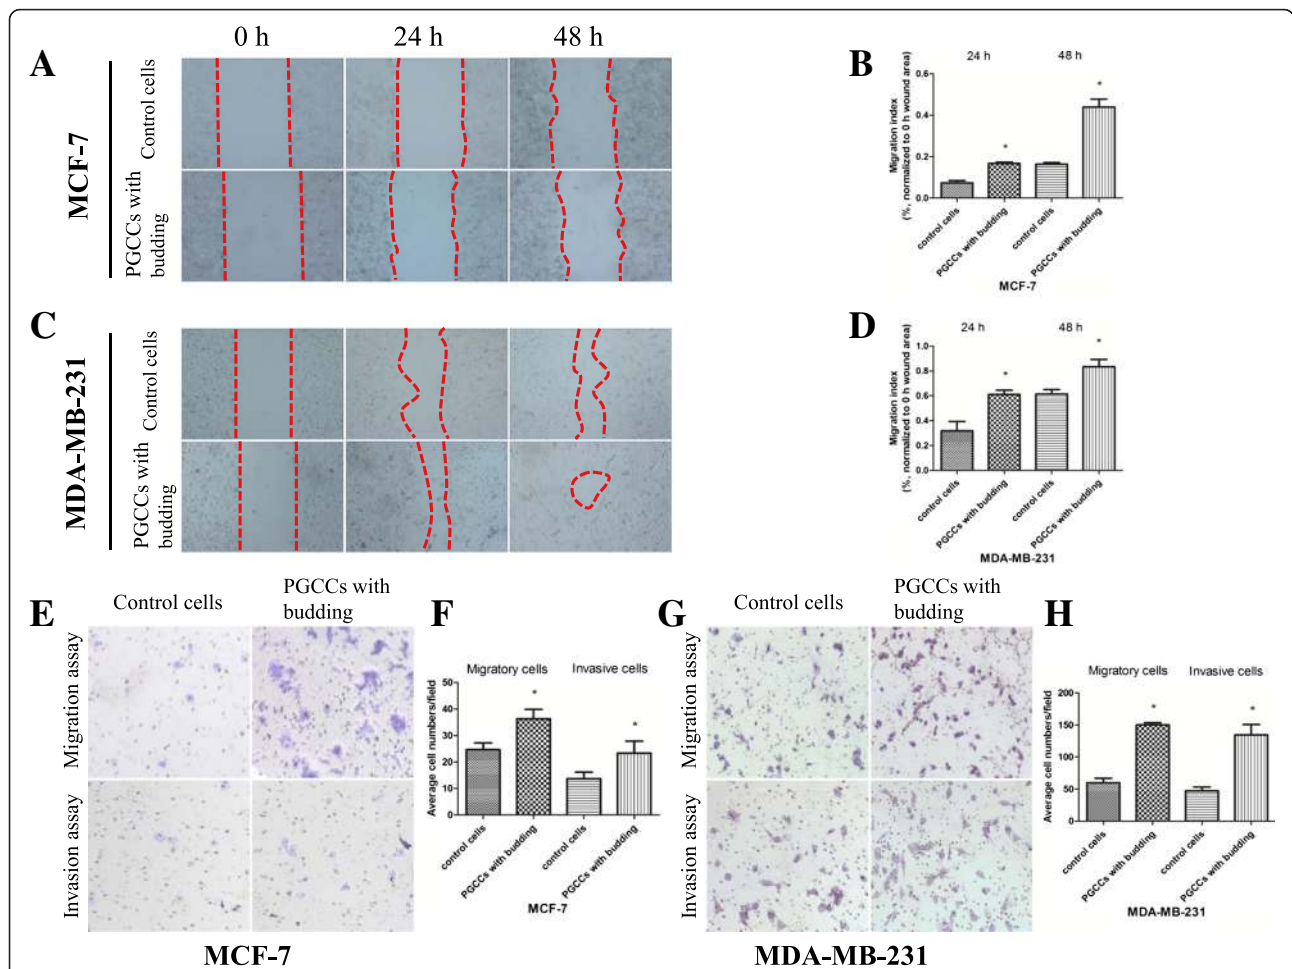 0 h
24 h
48 h
A
MCF-7
Control cells
PGCCs with
budding
B
24 h
48 h
Migration index
(%, normalized to 0 h wound area)
0.6
0.4
0.2
0.0
*
*
control cells
PGCCs with budding
control cells
PGCCs with budding
MCF-7
C
MDA-MB-231
Control cells
PGCCs with
budding
D
24 h
48 h
Migration index
(%, normalized to 0 h wound area)
1.0
0.8
0.6
0.4
0.2
0.0
*
*
control cells
PGCCs with budding
control cells
PGCCs with budding
MDA-MB-231
E
Control cells
PGCCs with
budding
Migration assay
Invasion assay
MCF-7
F
Migratory cells
Invasive cells
Average cell numbers/field
50
40
30
20
10
0
*
*
control cells
PGCCs with budding
control cells
PGCCs with budding
MCF-7
G
Control cells
PGCCs with
budding
Migration assay
Invasion assay
MDA-MB-231
H
Migratory cells
Invasive cells
Average cell numbers/field
200
150
100
50
0
*
*
control cells
PGCCs with budding
control cells
PGCCs with budding
MDA-MB-231